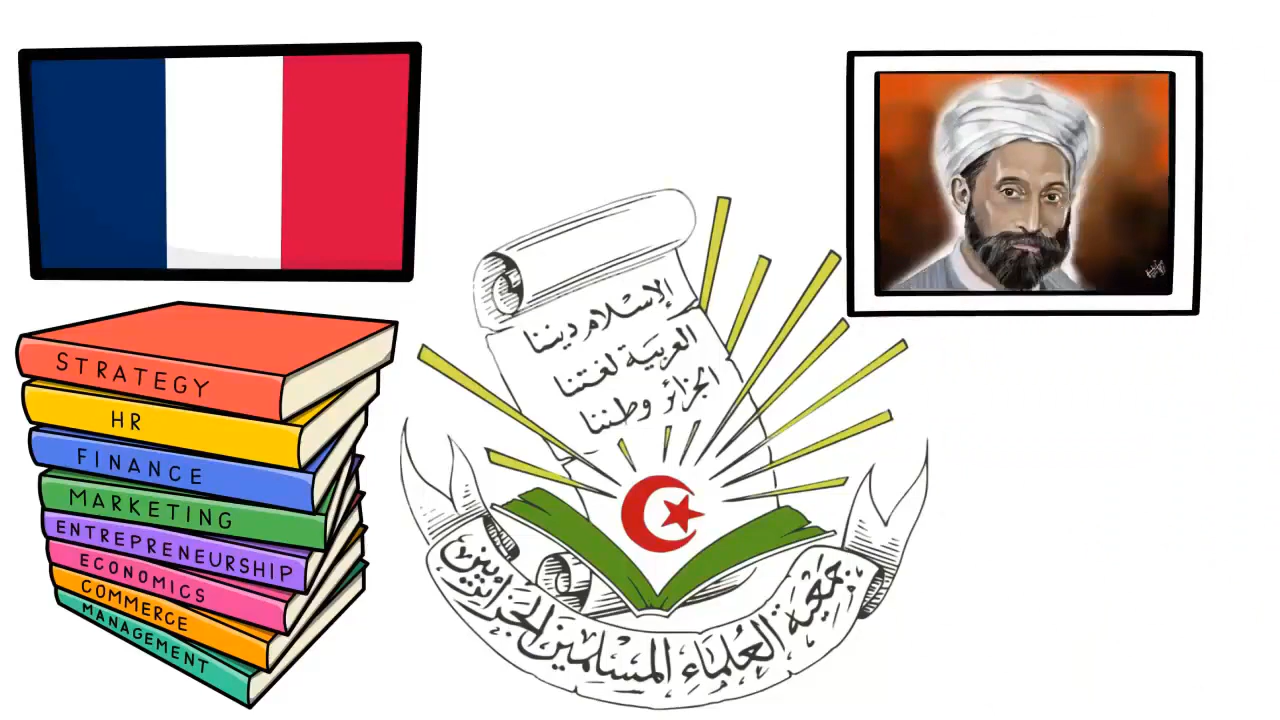 الإسلام ديننا
العربية لغتنا
الجزائر وطننا
جمعية العلماء المسلمين الجزائريين
STRATEGY
HR
FINANCE
MARKETING
ENTREPRENEURSHIP
ECONOMICS
COMMERCE
MANAGEMENT